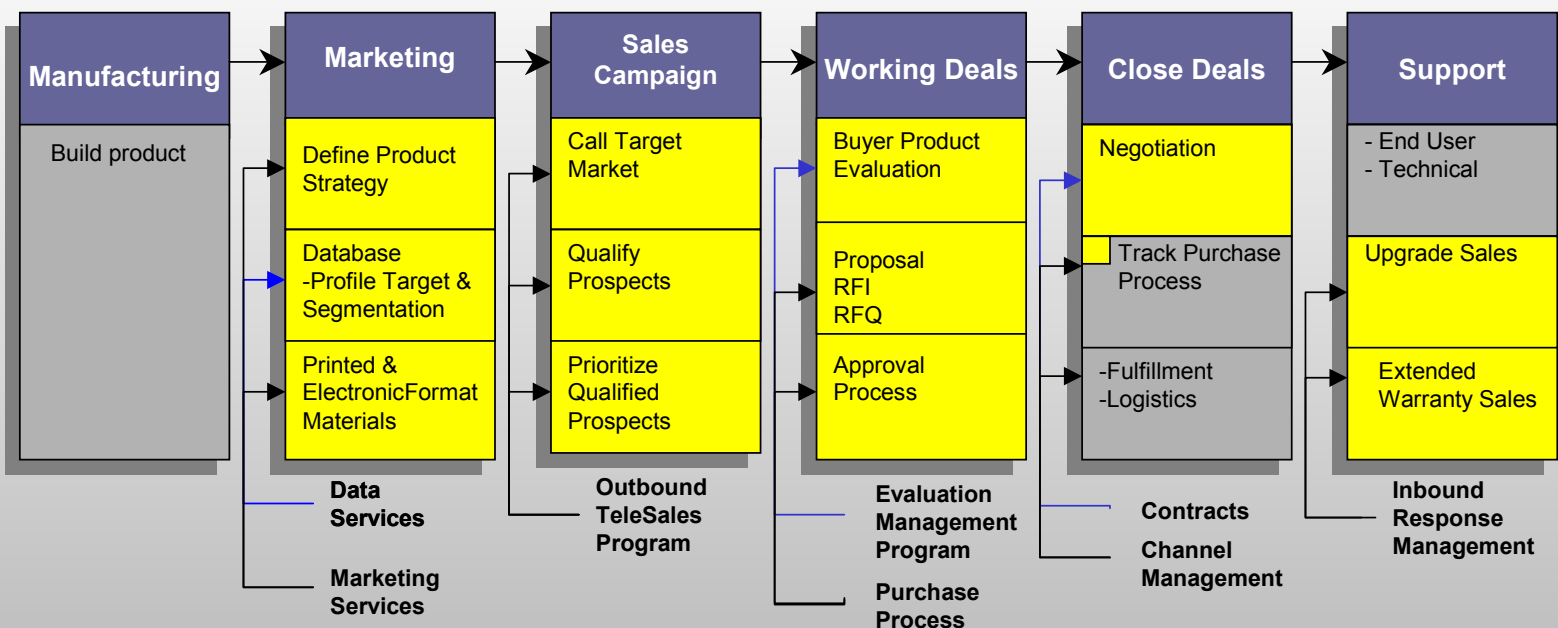 Manufacturing
Build product
Marketing
Define Product
Strategy
Database
-Profile Target &
Segmentation
Printed &
ElectronicFormat
Materials
Data
Services
Marketing
Services
Sales
Campaign
Call Target
Market
Qualify
Prospects
Prioritize
Qualified
Prospects
Outbound
TeleSales
Program
Working Deals
Buyer Product
Evaluation
Proposal
RFI
RFQ
Approval
Process
Evaluation
Management
Program
Purchase
Process
Close Deals
Negotiation
Track Purchase
Process
-Fulfillment
-Logistics
Contracts
Channel
Management
Support
- End User
- Technical
Upgrade Sales
Extended
Warranty Sales
Inbound
Response
Management